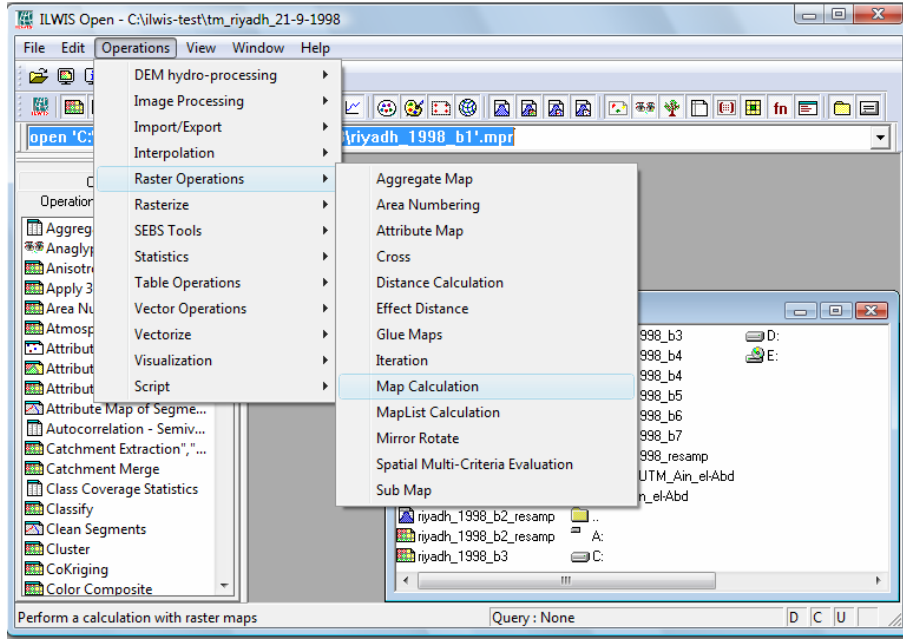 ILWIS Open - C:\ilwis-test\tm_riyadh_21-9-1998
File Edit Operations View Window Help
fn
open 'C:
\riyadh_1998_b1'.mpr
DEM hydro-processing
Image Processing
Import/Export
Interpolation
Raster Operations
Rasterize
SEBS Tools
Statistics
Table Operations
Vector Operations
Vectorize
Visualization
Script
Aggregate Map
Area Numbering
Attribute Map
Cross
Distance Calculation
Effect Distance
Glue Maps
Iteration
Map Calculation
MapList Calculation
Mirror Rotate
Spatial Multi-Criteria Evaluation
Sub Map
Operation
Aggreg
Anaglyp
Anisotr
Apply 3
Area Nu
Atmosp
Attribut
Attribut
Attribut
Attribute Map of Segme...
Autocorrelation - Semiv...
Catchment Extraction","...
Catchment Merge
Class Coverage Statistics
Classify
Clean Segments
Cluster
CoKriging
Color Composite
998_b3 D:
998_b4 E:
998_b4
998_b5
998_b6
998_b7
998_resamp
UTM_Ain_el-Abd
n_el-Abd
riyadh_1998_b2_resamp ..
riyadh_1998_b2_resamp A:
riyadh_1998_b3 C:
Perform a calculation with raster maps Query : None D C U